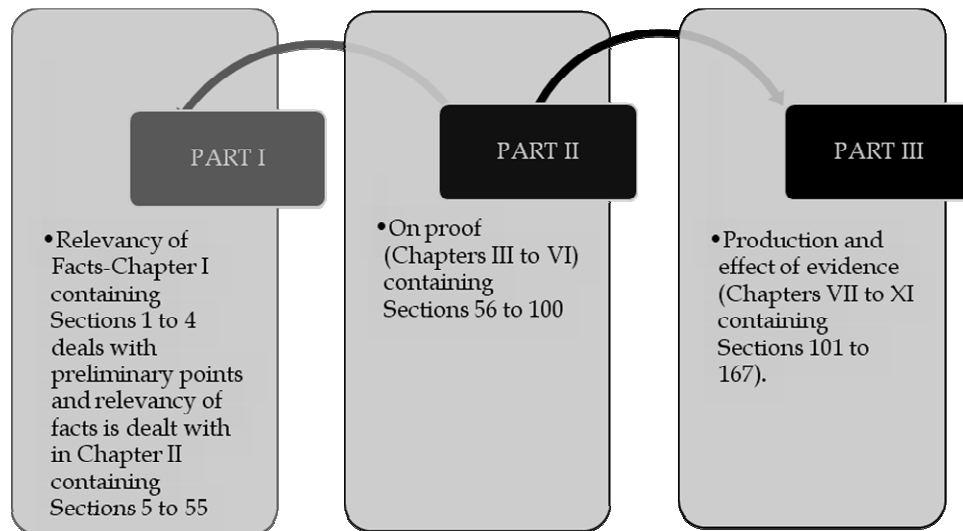 PART I
•Relevancy of
Facts-Chapter I
containing
Sections 1 to 4
deals with
preliminary points
and relevancy of
facts is dealt with
in Chapter II
containing
Sections 5 to 55
PART II
•On proof
(Chapters III to VI)
containing
Sections 56 to 100
PART III
•Production and
effect of evidence
(Chapters VII to XI
containing
Sections 101 to
167).